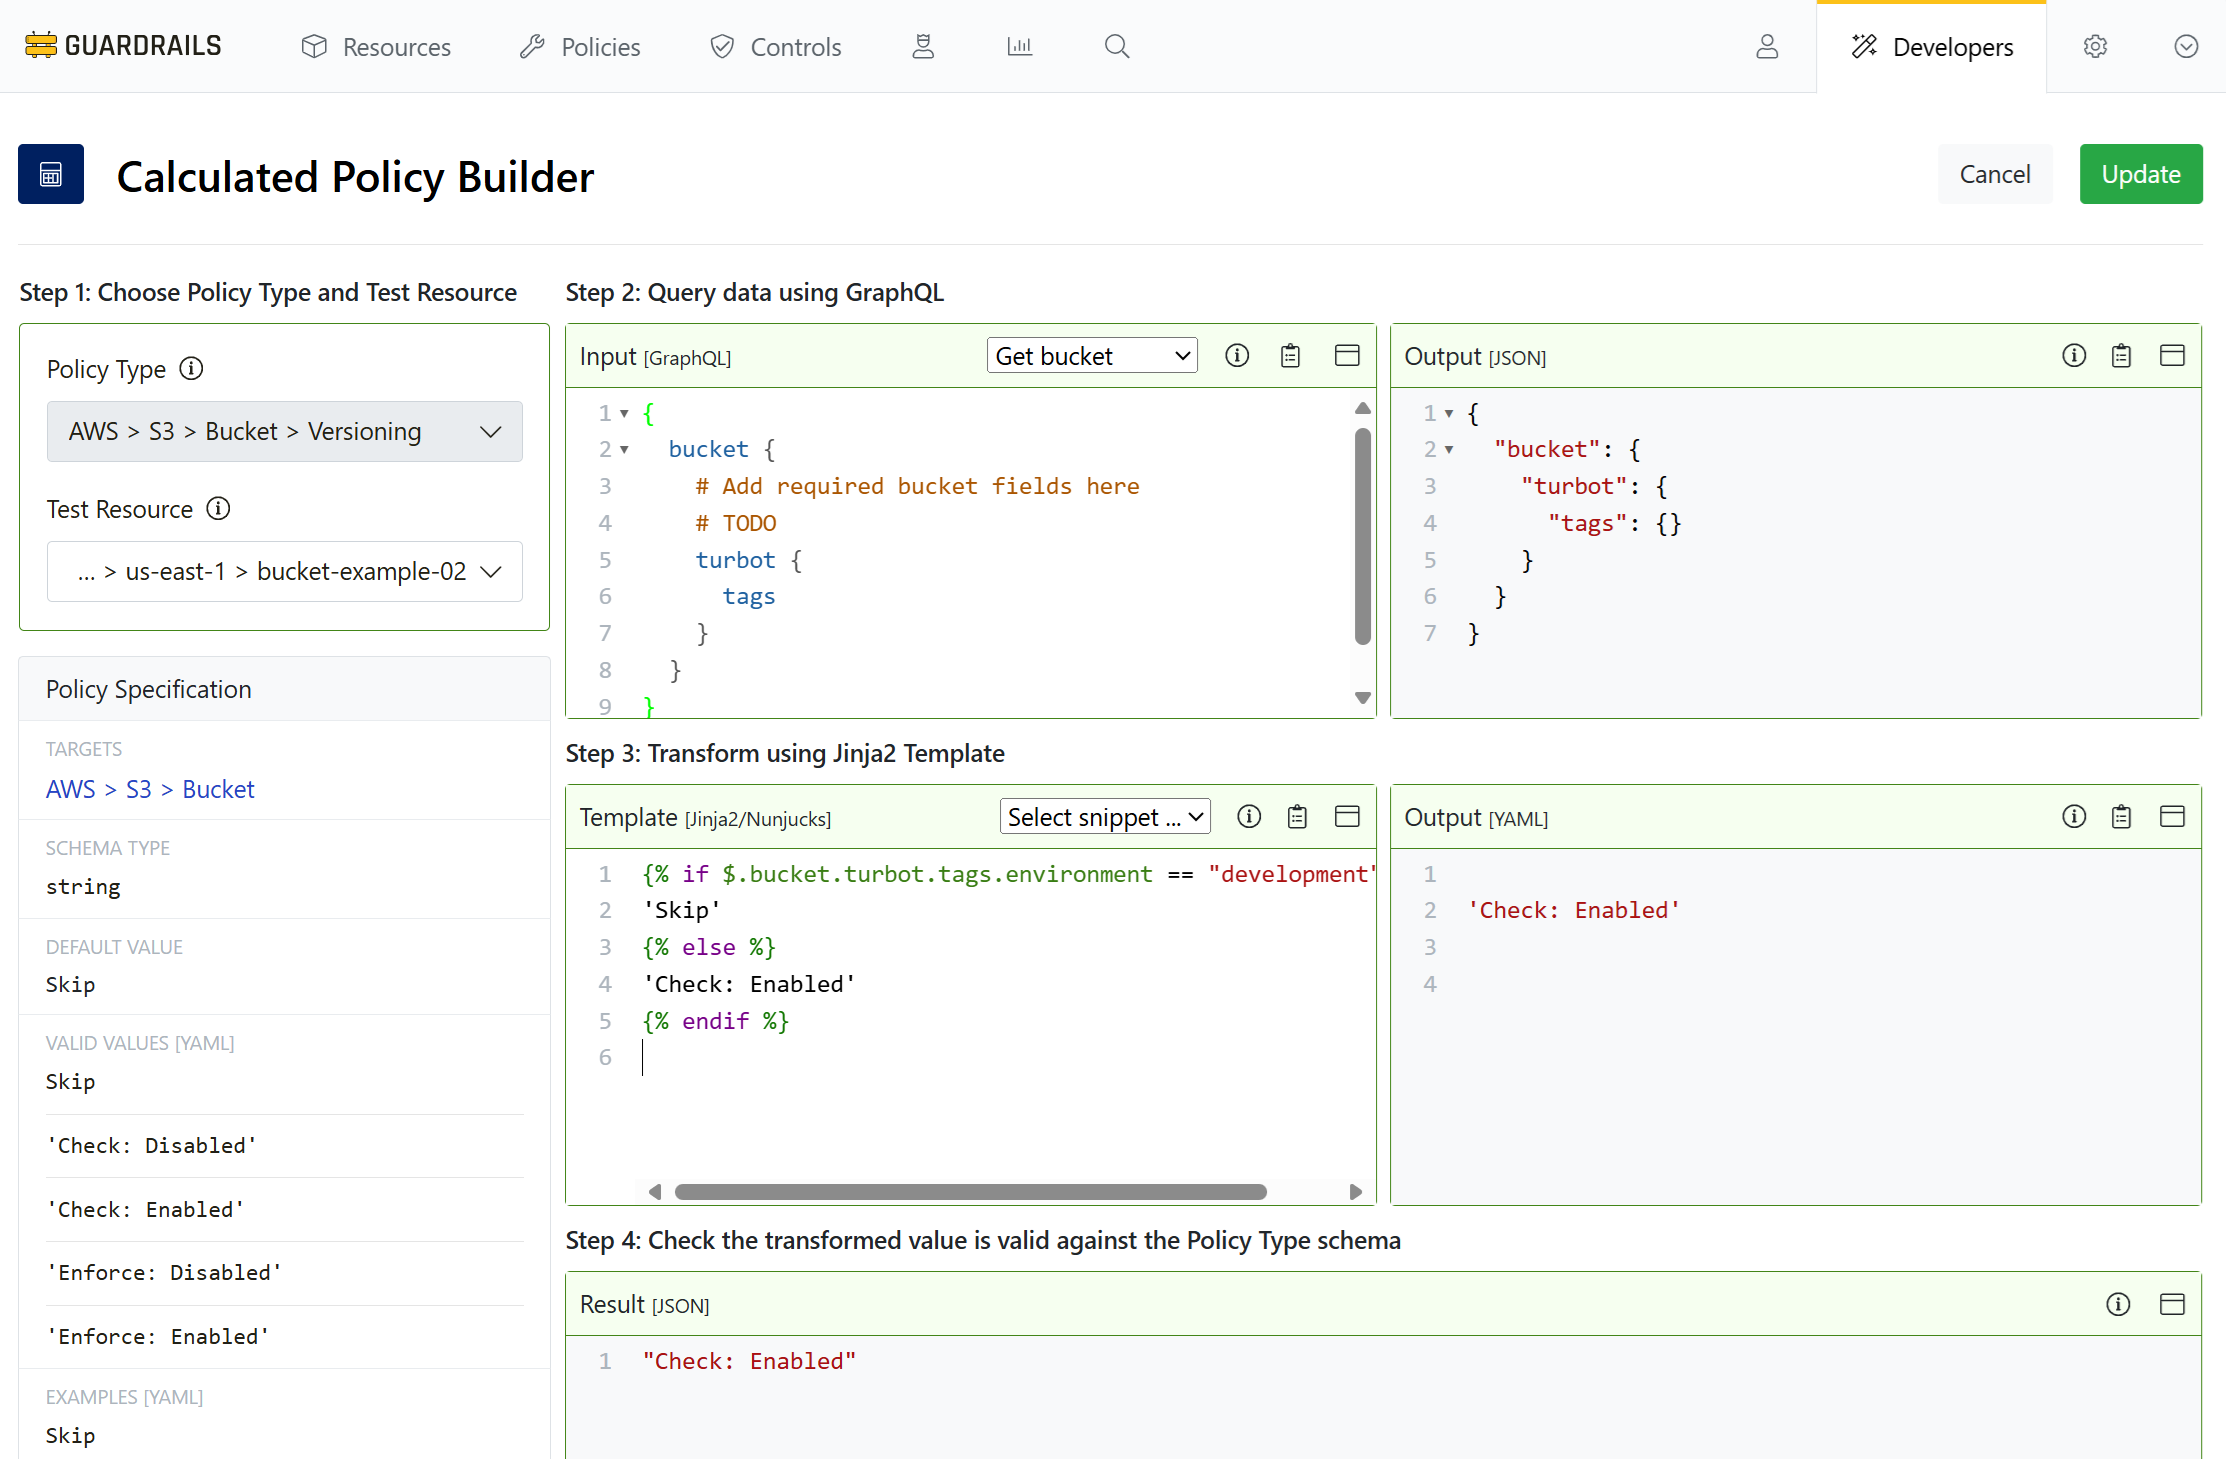 GUARDRAILS
Resources
Policies
Controls
Developers
Calculated Policy Builder
Cancel
Update
Step 1: Choose Policy Type and Test Resource
Policy Type
AWS > S3 > Bucket > Versioning
Test Resource
... > us-east-1 > bucket-example-02
Policy Specification
TARGETS
AWS > S3 > Bucket
SCHEMA TYPE
string
DEFAULT VALUE
Skip
VALID VALUES [YAML]
Skip
'Check: Disabled'
'Check: Enabled'
'Enforce: Disabled'
'Enforce: Enabled'
EXAMPLES [YAML]
Skip
Step 2: Query data using GraphQL
Input [GraphQL]
Get bucket
1 {
2   bucket {
3     # Add required bucket fields here
4     # TODO
5     turbot {
6       tags
7     }
8   }
9 }
Output [JSON]
1 {
2   "bucket": {
3     "turbot": {
4       "tags": {}
5     }
6   }
7 }
Step 3: Transform using Jinja2 Template
Template [Jinja2/Nunjucks]
Select snippet ...
1 {% if $.bucket.turbot.tags.environment == "development"
2 'Skip'
3 {% else %}
4 'Check: Enabled'
5 {% endif %}
6
Output [YAML]
1
2 'Check: Enabled'
3
4
Step 4: Check the transformed value is valid against the Policy Type schema
Result [JSON]
1 "Check: Enabled"